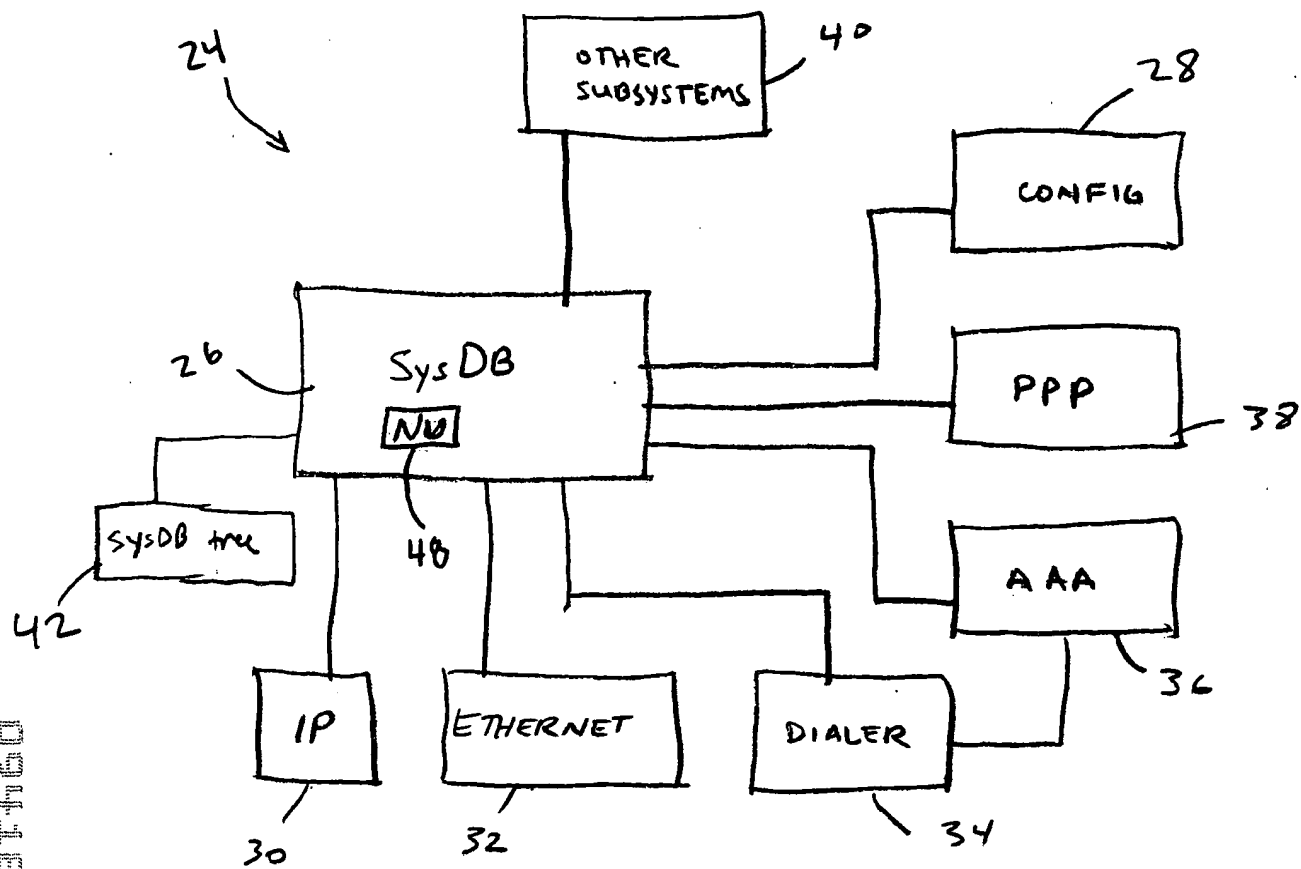 24
OTHER
SUBSYSTEMS
40
28
CONFIG
26
SysDB
NU
48
PPP
38
SysDB tree
42
AAA
36
IP
30
ETHERNET
32
DIALER
34